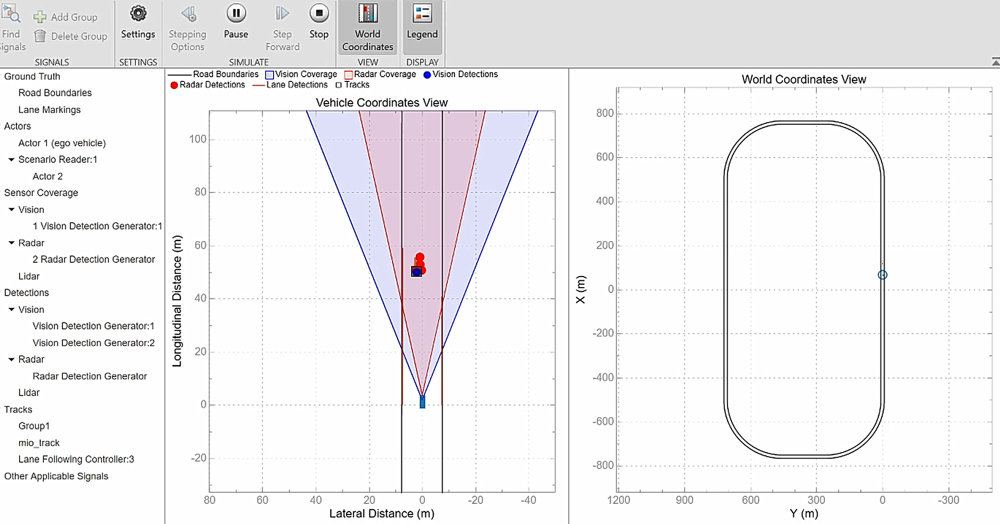 Find
Signals
Add Group
Delete Group
SIGNALS
Settings
SETTINGS
Stepping
Options
Pause
Step
Forward
Stop
SIMULATE
World
Coordinates
VIEW
Legend
DISPLAY
Ground Truth
Road Boundaries
Lane Markings
Actors
Actor 1 (ego vehicle)
Scenario Reader:1
Actor 2
Sensor Coverage
Vision
1 Vision Detection Generator:1
Radar
2 Radar Detection Generator
Lidar
Detections
Vision
Vision Detection Generator:1
Vision Detection Generator:2
Radar
Radar Detection Generator
Lidar
Tracks
Group1
mio_track
Lane Following Controller:3
Other Applicable Signals
Road Boundaries Vision Coverage Radar Coverage Vision Detections
Radar Detections Lane Detections Tracks
Vehicle Coordinates View
100
80
60
40
20
0
-20
80 60 40 20 0 -20 -40
Longitudinal Distance (m)
Lateral Distance (m)
World Coordinates View
800
600
400
200
0
-200
-400
-600
-800
1200 900 600 300 0 -300
X (m)
Y (m)